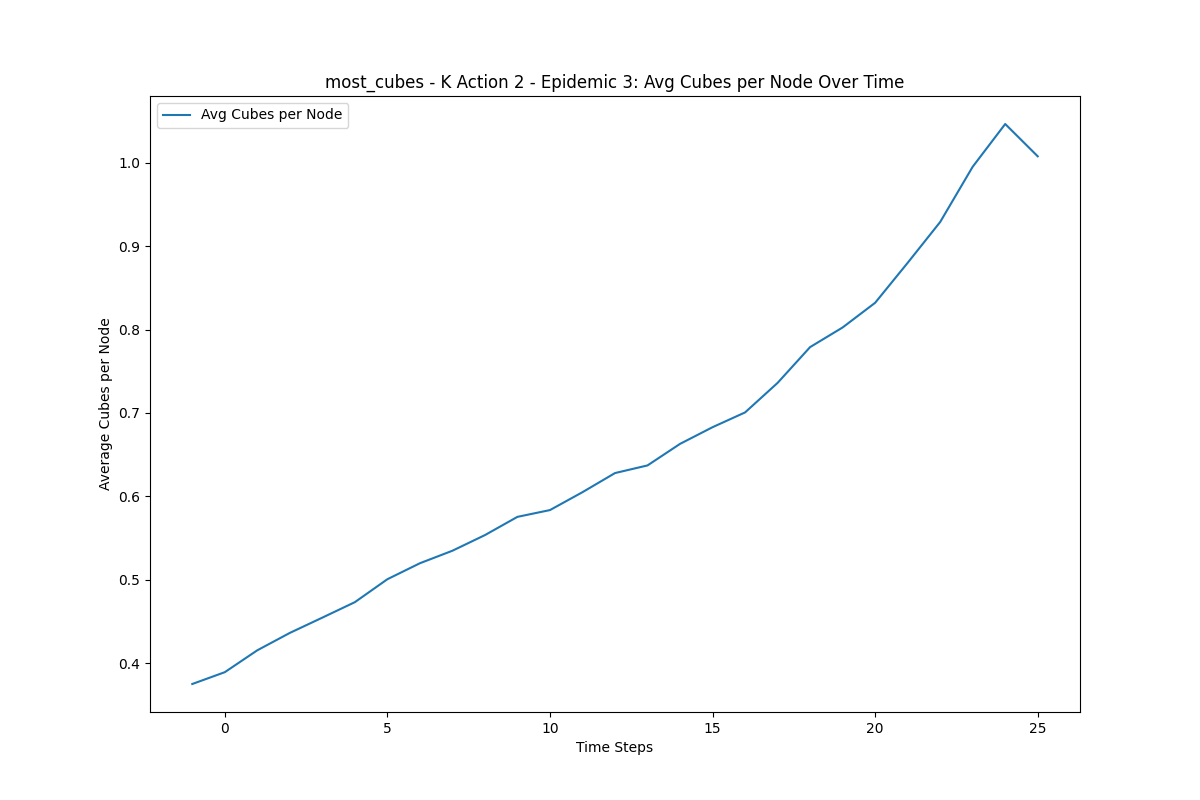 most_cubes - K Action 2 - Epidemic 3: Avg Cubes per Node Over Time
Avg Cubes per Node
Average Cubes per Node
1.0
0.9
0.8
0.7
0.6
0.5
0.4
0 5 10 15 20 25
Time Steps